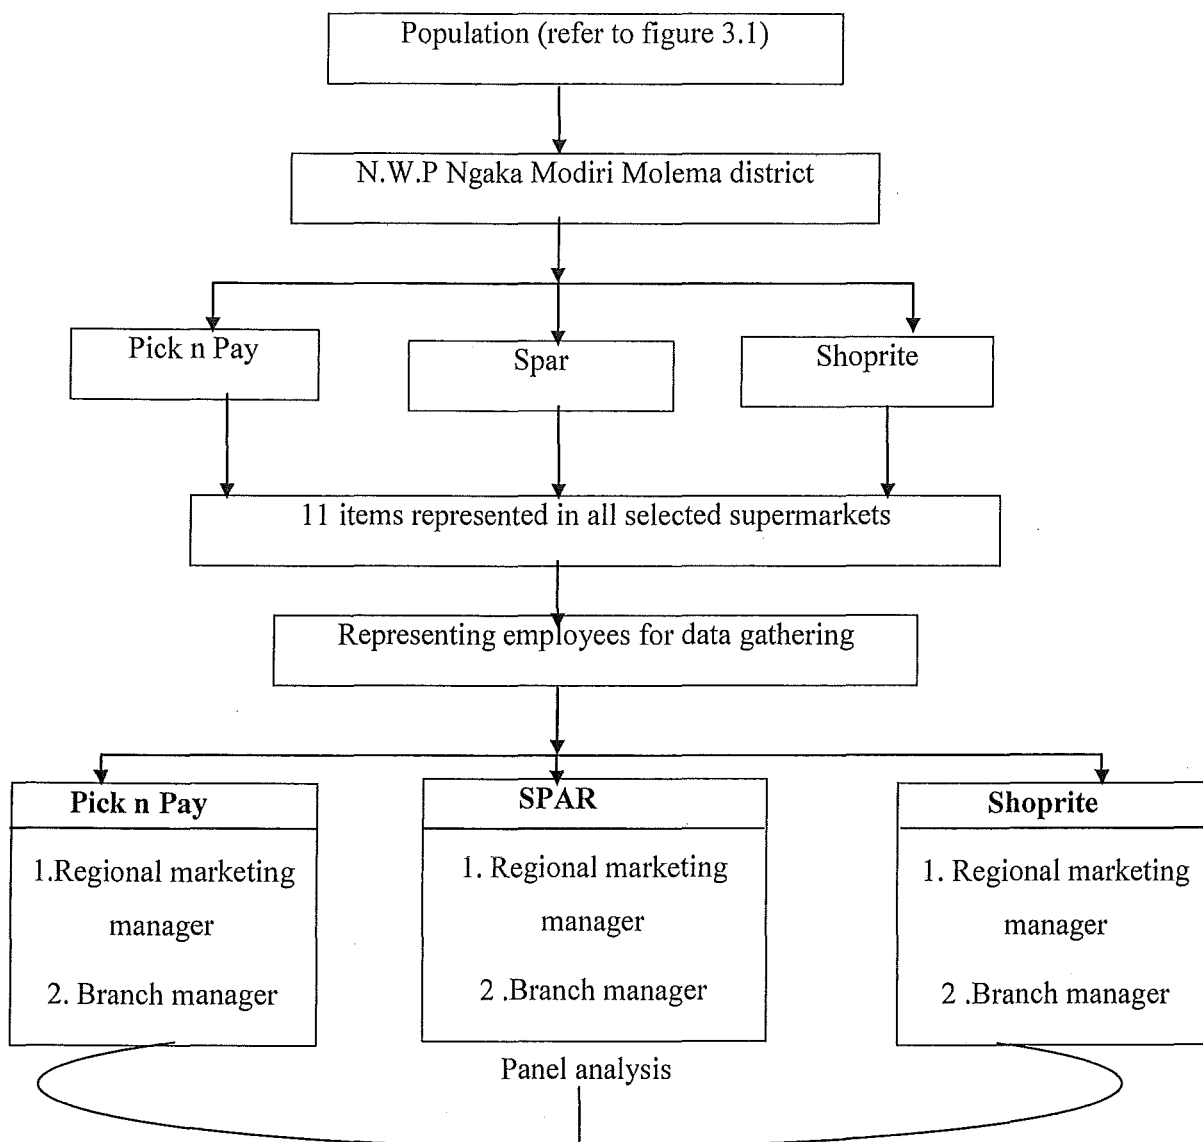 Population (refer to figure 3.1)
N.W.P Ngaka Modiri Molema district
Pick n Pay
Spar
Shoprite
11 items represented in all selected supermarkets
Representing employees for data gathering
Pick n Pay
1.Regional marketing
manager
2. Branch manager
SPAR
1. Regional marketing
manager
2 .Branch manager
Shoprite
1. Regional marketing
manager
2 .Branch manager
Panel analysis